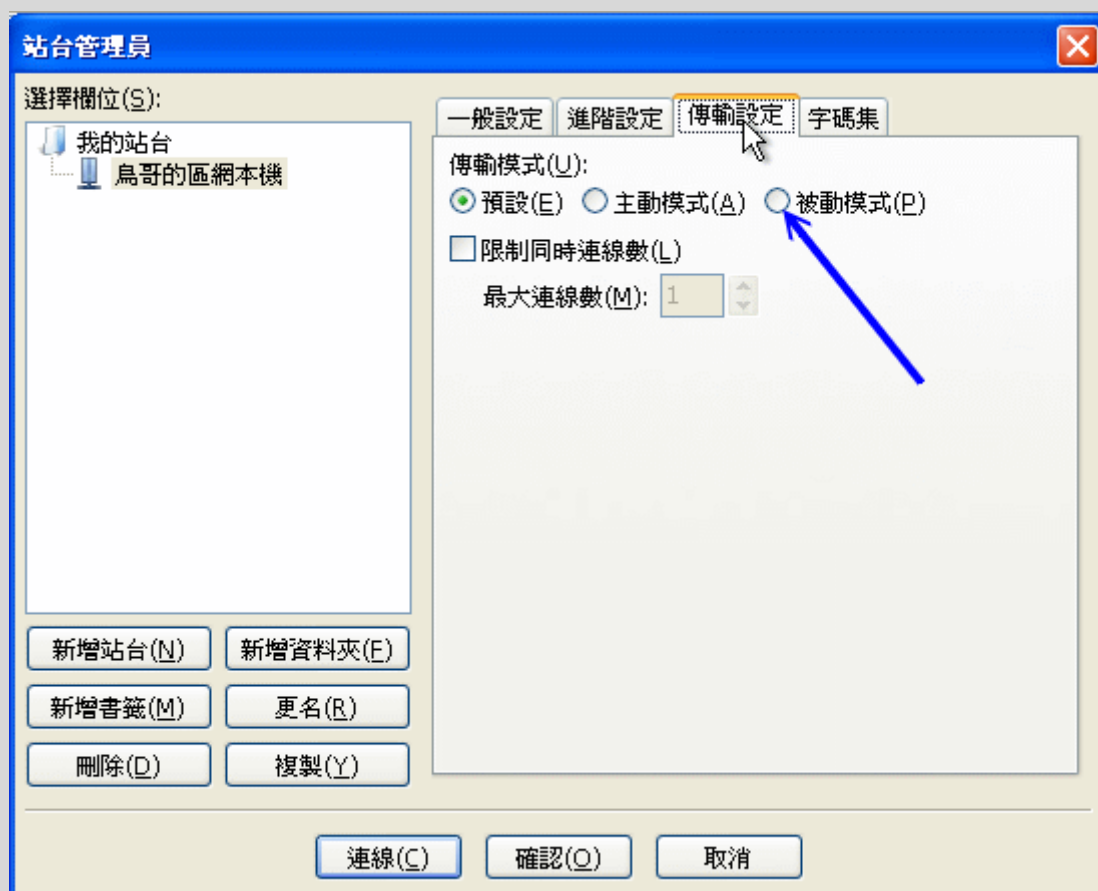 站台管理員
選擇欄位(S):
我的站台
鳥哥的區網本機
一般設定 進階設定 傳輸設定 字碼集
傳輸模式(U):
預設(E) 主動模式(A) 被動模式(P)
限制同時連線數(L)
最大連線數(M): 1
新增站台(N) 新增資料夾(F)
新增書籤(M) 更名(R)
刪除(D) 複製(Y)
連線(C) 確認(O) 取消